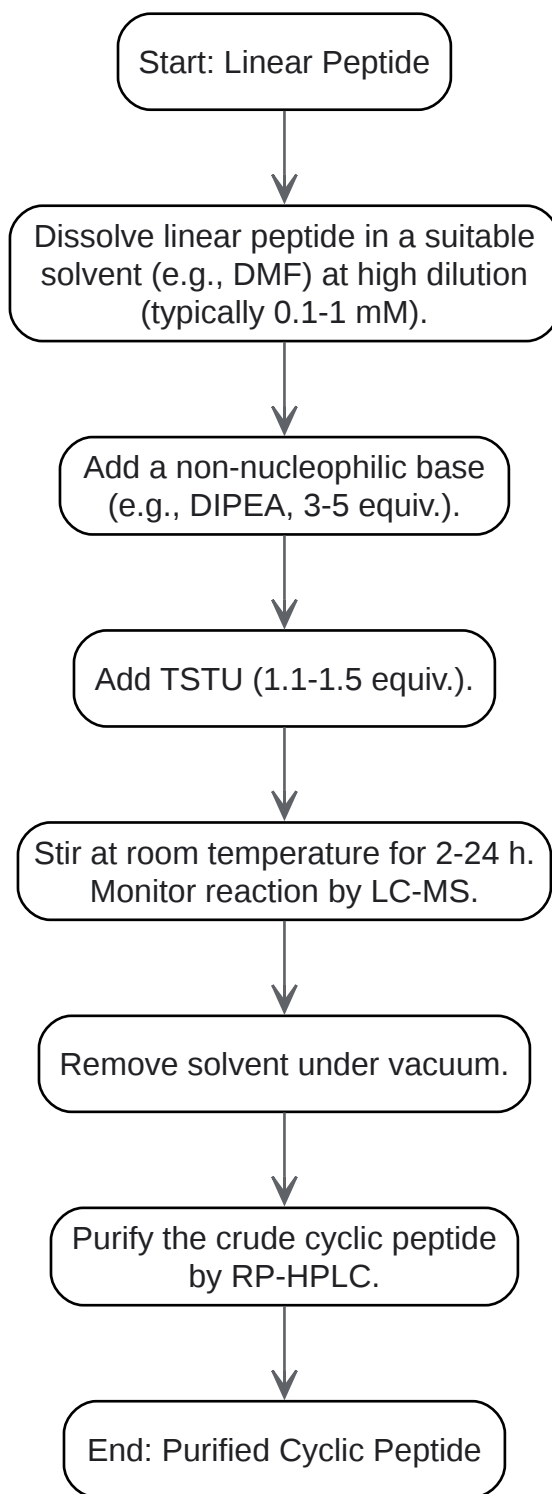 Start: Linear Peptide
Dissolve linear peptide in a suitable
solvent (e.g., DMF) at high dilution
(typically 0.1-1 mM).
Add a non-nucleophilic base
(e.g., DIPEA, 3-5 equiv.).
Add TSTU (1.1-1.5 equiv.).
Stir at room temperature for 2-24 h.
Monitor reaction by LC-MS.
Remove solvent under vacuum.
Purify the crude cyclic peptide
by RP-HPLC.
End: Purified Cyclic Peptide